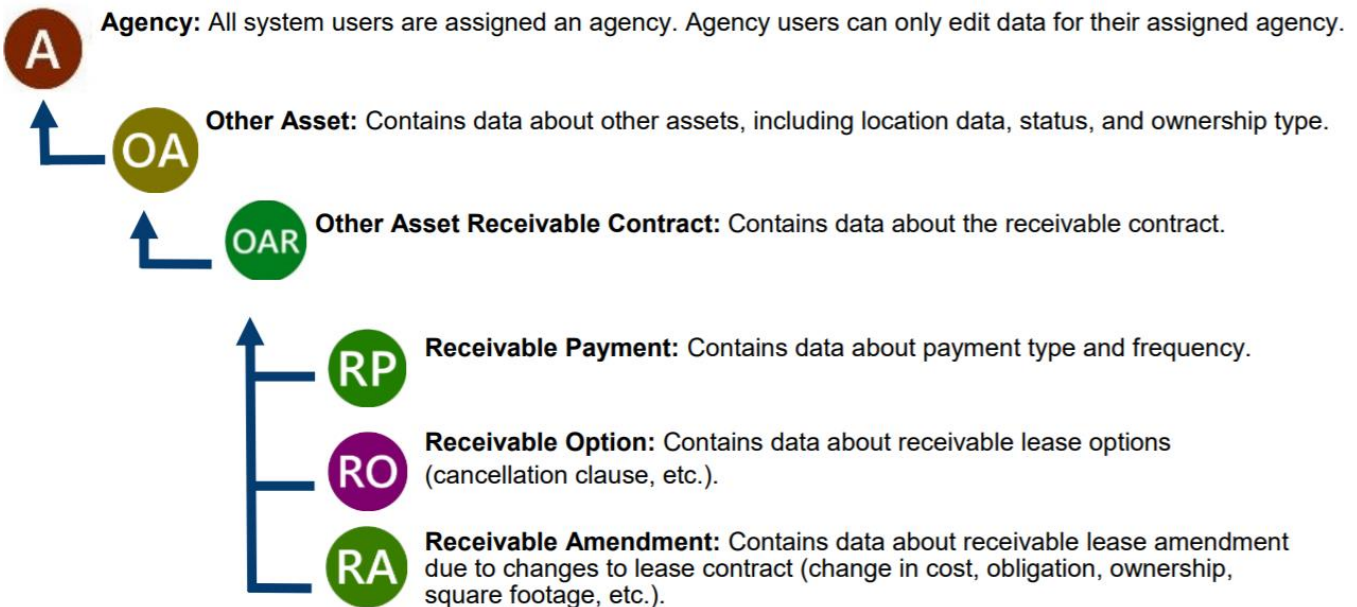 A
Agency: All system users are assigned an agency. Agency users can only edit data for their assigned agency.
OA
Other Asset: Contains data about other assets, including location data, status, and ownership type.
OAR
Other Asset Receivable Contract: Contains data about the receivable contract.
RP
Receivable Payment: Contains data about payment type and frequency.
RO
Receivable Option: Contains data about receivable lease options
(cancellation clause, etc.).
RA
Receivable Amendment: Contains data about receivable lease amendment
due to changes to lease contract (change in cost, obligation, ownership,
square footage, etc.).